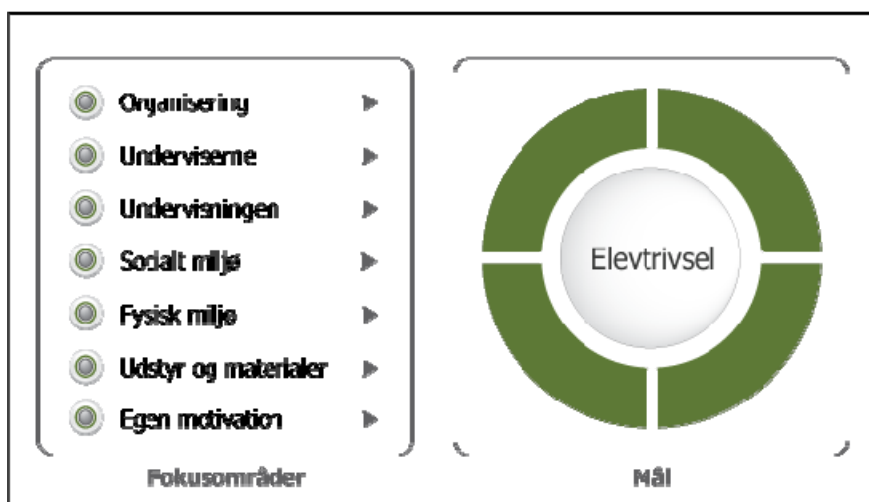 Organisering
Underviserne
Undervisningen
Socialt miljø
Fysisk miljø
Udstyr og materialer
Egen motivation
Fokusområder
Elevtrivsel
Mål